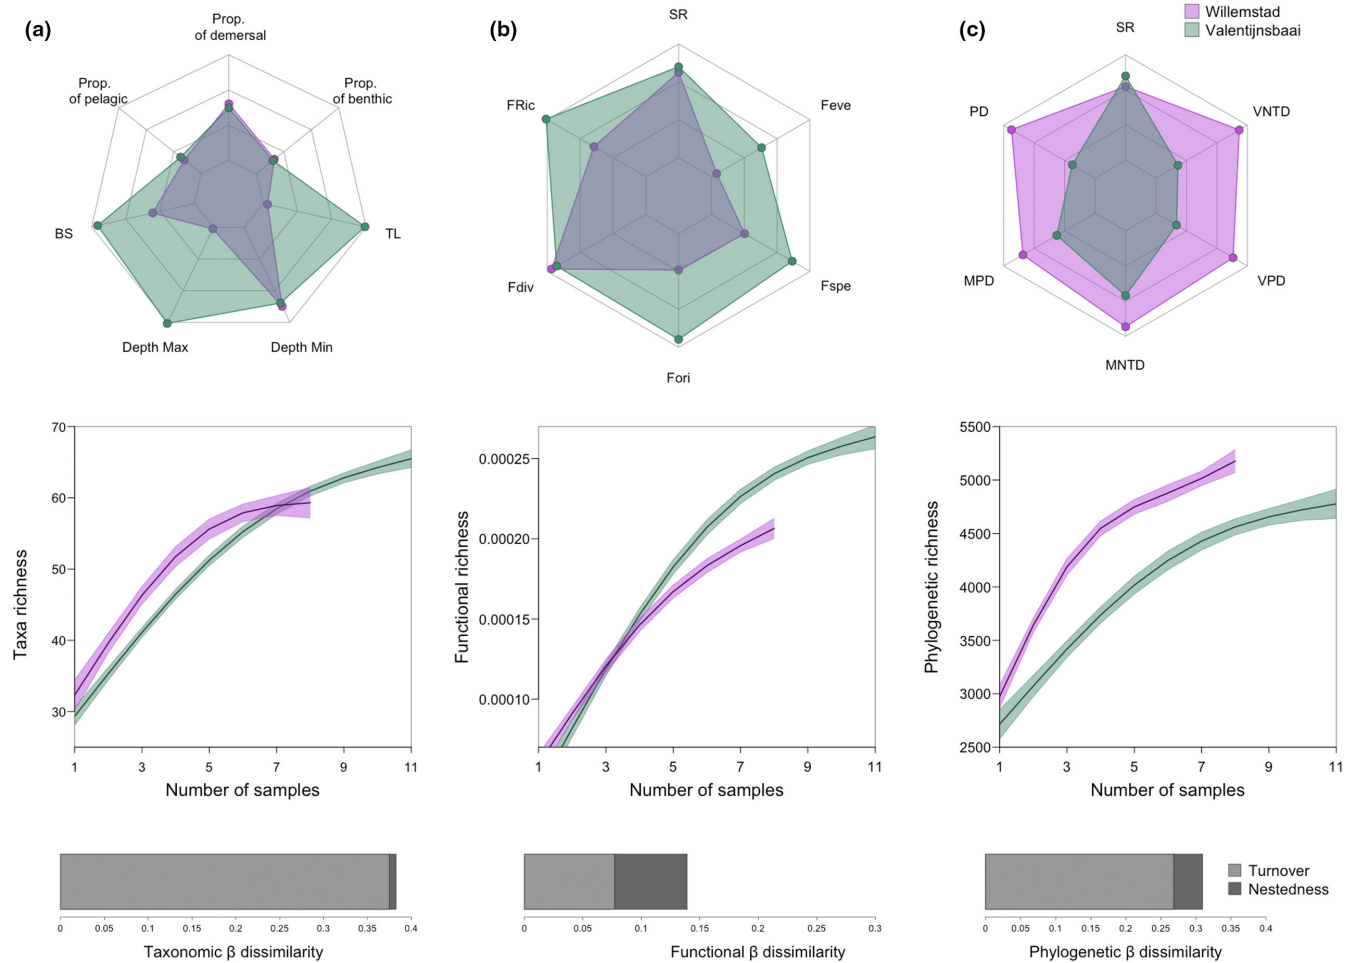 (a)
Prop.
of demersal
Prop.
of pelagic
Prop.
of benthic
BS
TL
Depth Max
Depth Min
(b)
SR
FRic
Feve
Fdiv
Fspe
Fori
(c)
Willemstad
Valentijnsbaai
SR
PD
VNTD
MPD
VPD
MNTD
70
60
50
40
30
Taxa richness
1 3 5 7 9 11
Number of samples
0.00025
0.00020
0.00015
0.00010
Functional richness
1 3 5 7 9 11
Number of samples
5500
5000
4500
4000
3500
3000
2500
Phylogenetic richness
1 3 5 7 9 11
Number of samples
0 0.05 0.1 0.15 0.2 0.25 0.3 0.35 0.4
Taxonomic β dissimilarity
0 0.05 0.1 0.15 0.2 0.25 0.3
Functional β dissimilarity
Turnover
Nestedness
0 0.05 0.1 0.15 0.2 0.25 0.3 0.35 0.4
Phylogenetic β dissimilarity